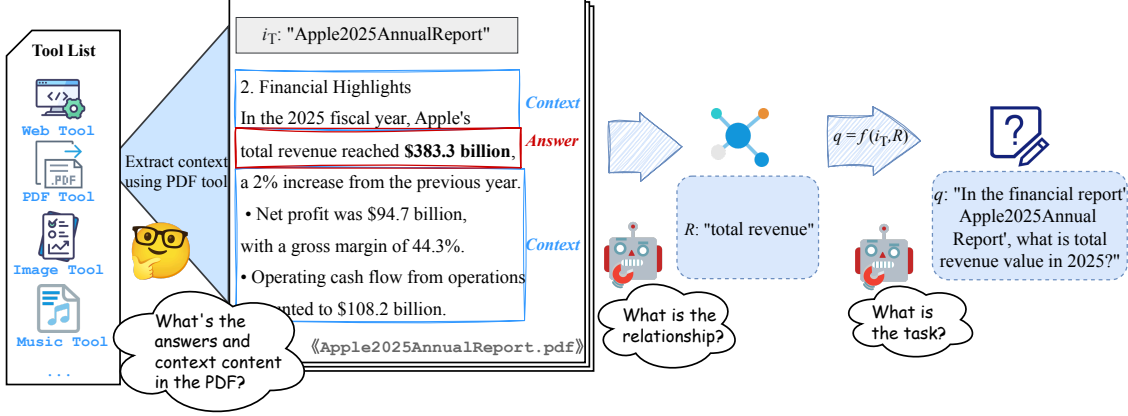 Tool List
Web Tool
.PDF
PDF Tool
Image Tool
Music Tool
...
Extract context
using PDF tool
What's the
answers and
context content
in the PDF?
i_T: "Apple2025AnnualReport"
2. Financial Highlights
In the 2025 fiscal year, Apple's
total revenue reached $383.3 billion,
a 2% increase from the previous year.
• Net profit was $94.7 billion,
with a gross margin of 44.3%.
• Operating cash flow from operations
to $108.2 billion.
《Apple2025AnnualReport.pdf》
Context
Answer
Context
R: "total revenue"
What is the
relationship?
q = f (i_T, R)
What is
the task?
q: "In the financial report'
Apple2025Annual
Report', what is total
revenue value in 2025?"